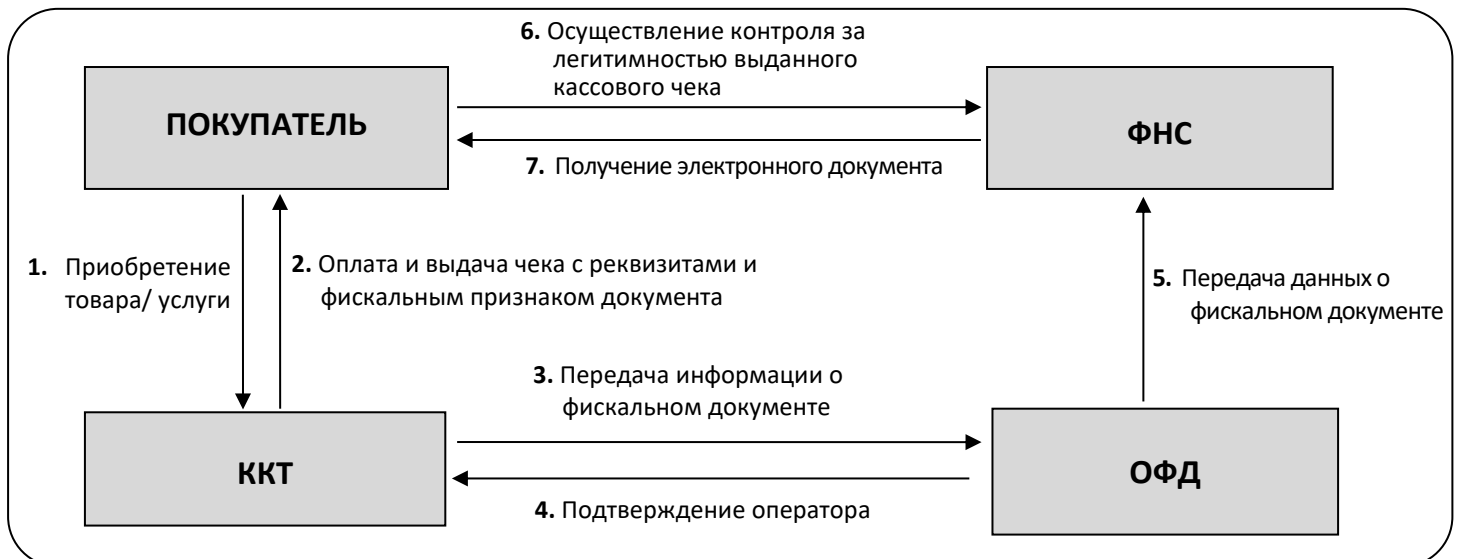 6. Осуществление контроля за
легитимностью выданного
кассового чека
ПОКУПАТЕЛЬ
ФНС
7. Получение электронного документа
1. Приобретение
товара/ услуги
2. Оплата и выдача чека с реквизитами и
фискальным признаком документа
5. Передача данных о
фискальном документе
3. Передача информации о
фискальном документе
ККТ
ОФД
4. Подтверждение оператора